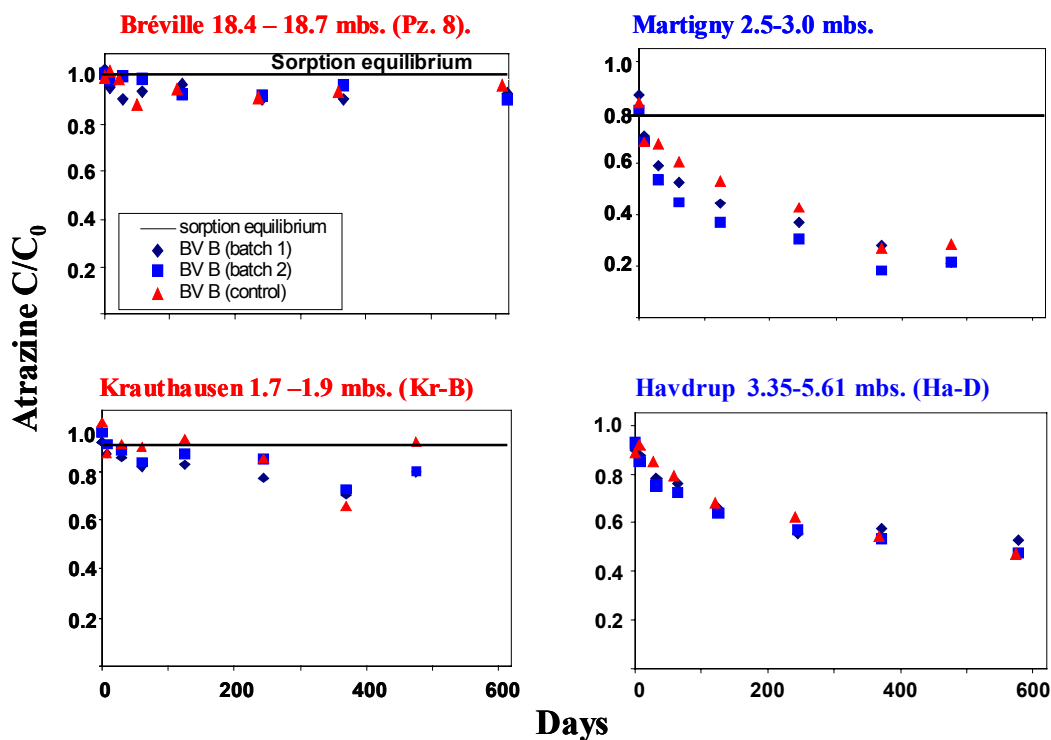 Bréville 18.4 – 18.7 mbs. (Pz. 8).
Sorption equilibrium
1.0
0.8
0.6
0.4
0.2
sorption equilibrium
BV B (batch 1)
BV B (batch 2)
BV B (control)
Martigny 2.5-3.0 mbs.
1.0
0.8
0.6
0.4
0.2
Atrazine C/C0
Krauthausen 1.7 –1.9 mbs. (Kr-B)
1.0
0.8
0.6
0.4
0.2
0 200 400 600
Havdrup 3.35-5.61 mbs. (Ha-D)
1.0
0.8
0.6
0.4
0.2
0 200 400 600
Days